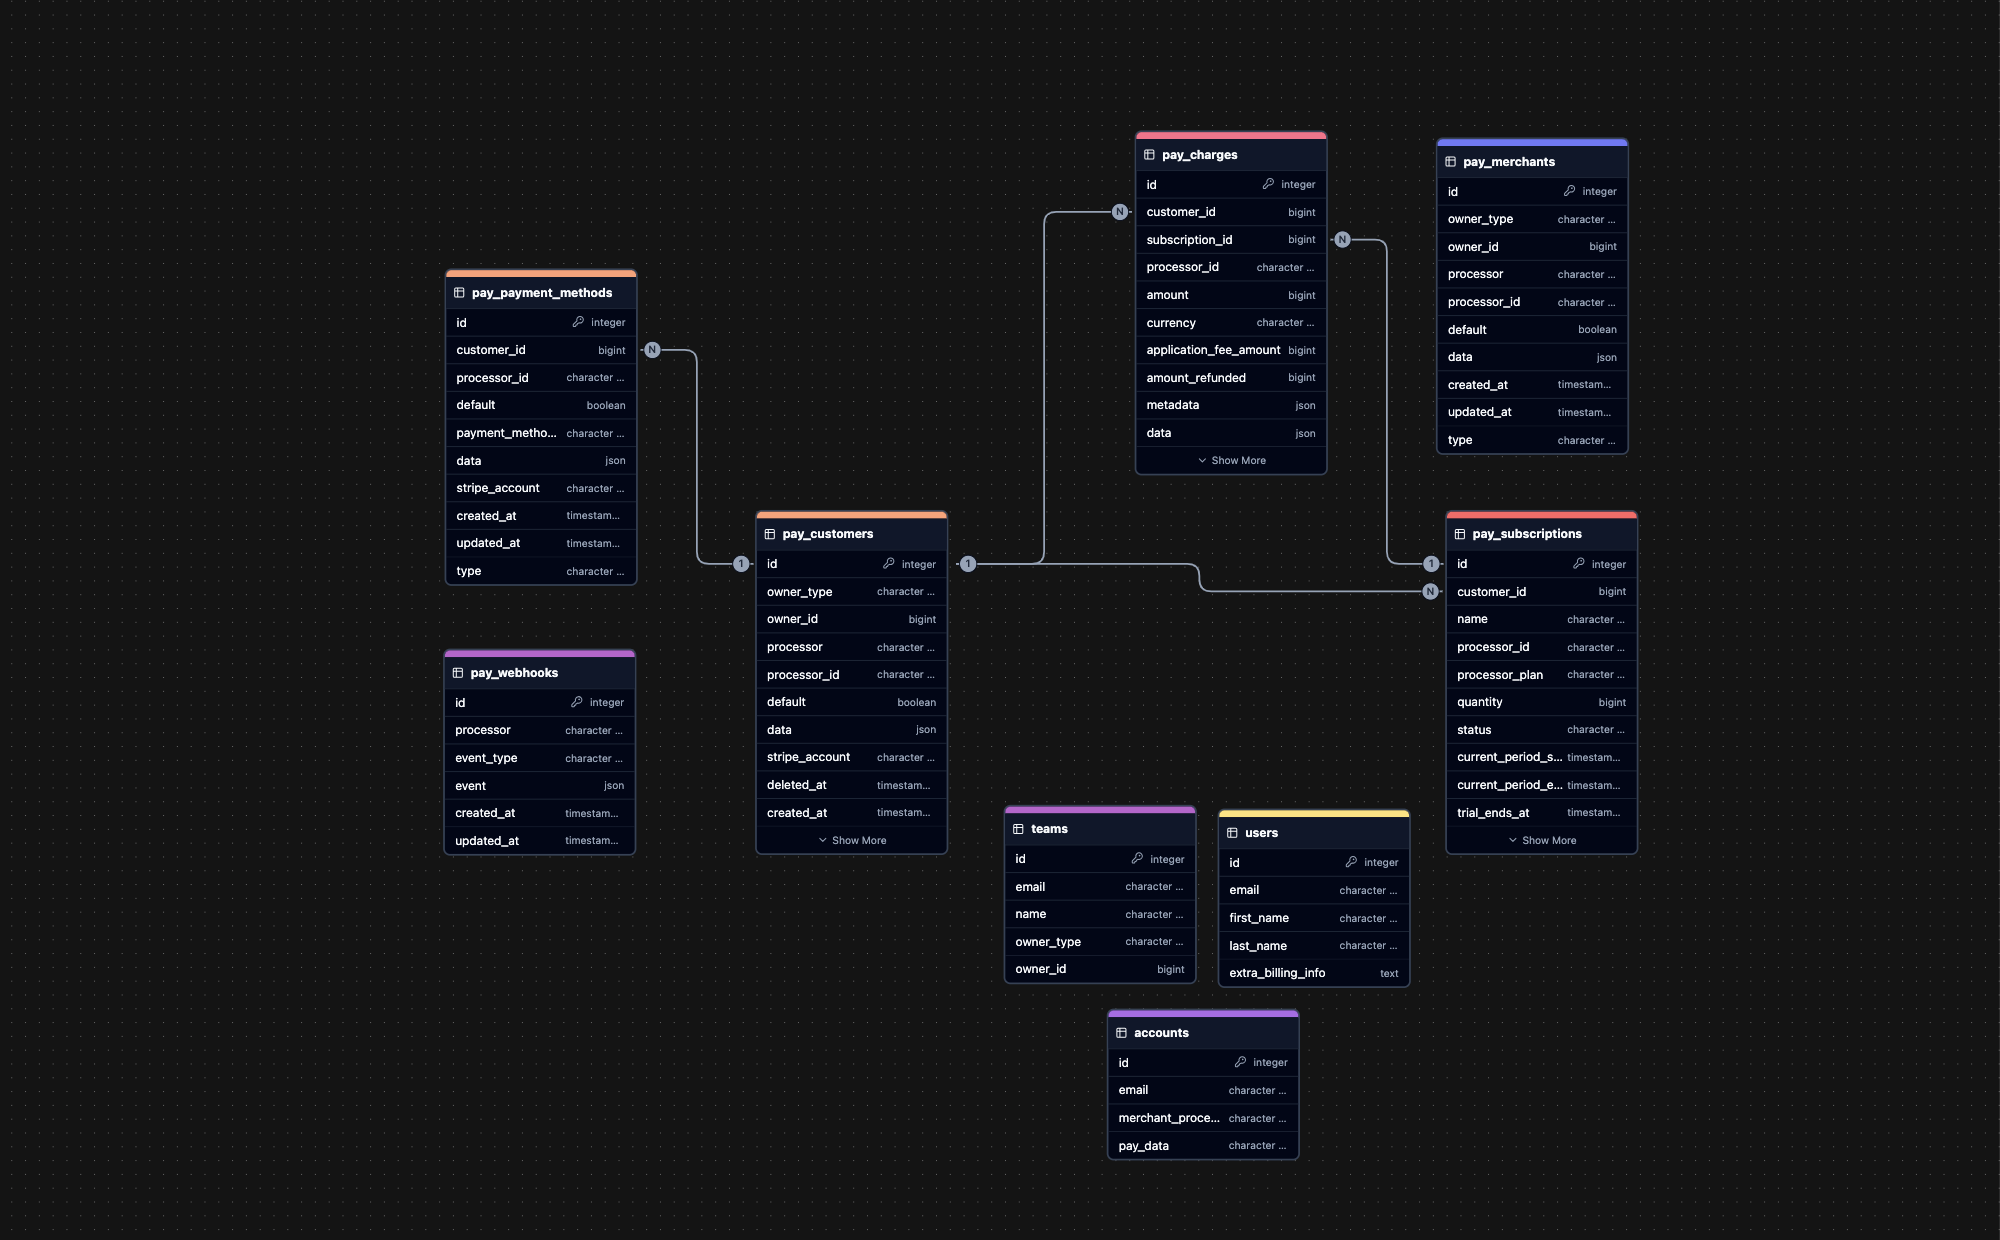 pay_charges
id integer
customer_id bigint
subscription_id bigint
processor_id character ...
amount bigint
currency character ...
application_fee_amount bigint
amount_refunded bigint
metadata json
data json
Show More
pay_merchants
id integer
owner_type character ...
owner_id bigint
processor character ...
processor_id character ...
default boolean
data json
created_at timestam...
updated_at timestam...
type character ...
pay_payment_methods
id integer
customer_id bigint
processor_id character ...
default boolean
payment_metho... character ...
data json
stripe_account character ...
created_at timestam...
updated_at timestam...
type character ...
N
N
N
1
1
1
N
pay_customers
id integer
owner_type character ...
owner_id bigint
processor character ...
processor_id character ...
default boolean
data json
stripe_account character ...
deleted_at timestam...
created_at timestam...
Show More
pay_subscriptions
id integer
customer_id bigint
name character ...
processor_id character ...
processor_plan character ...
quantity bigint
status character ...
current_period_s... timestam...
current_period_e... timestam...
trial_ends_at timestam...
Show More
pay_webhooks
id integer
processor character ...
event_type character ...
event json
created_at timestam...
updated_at timestam...
teams
id integer
email character ...
name character ...
owner_type character ...
owner_id bigint
users
id integer
email character ...
first_name character ...
last_name character ...
extra_billing_info text
accounts
id integer
email character ...
merchant_proce... character ...
pay_data character ...